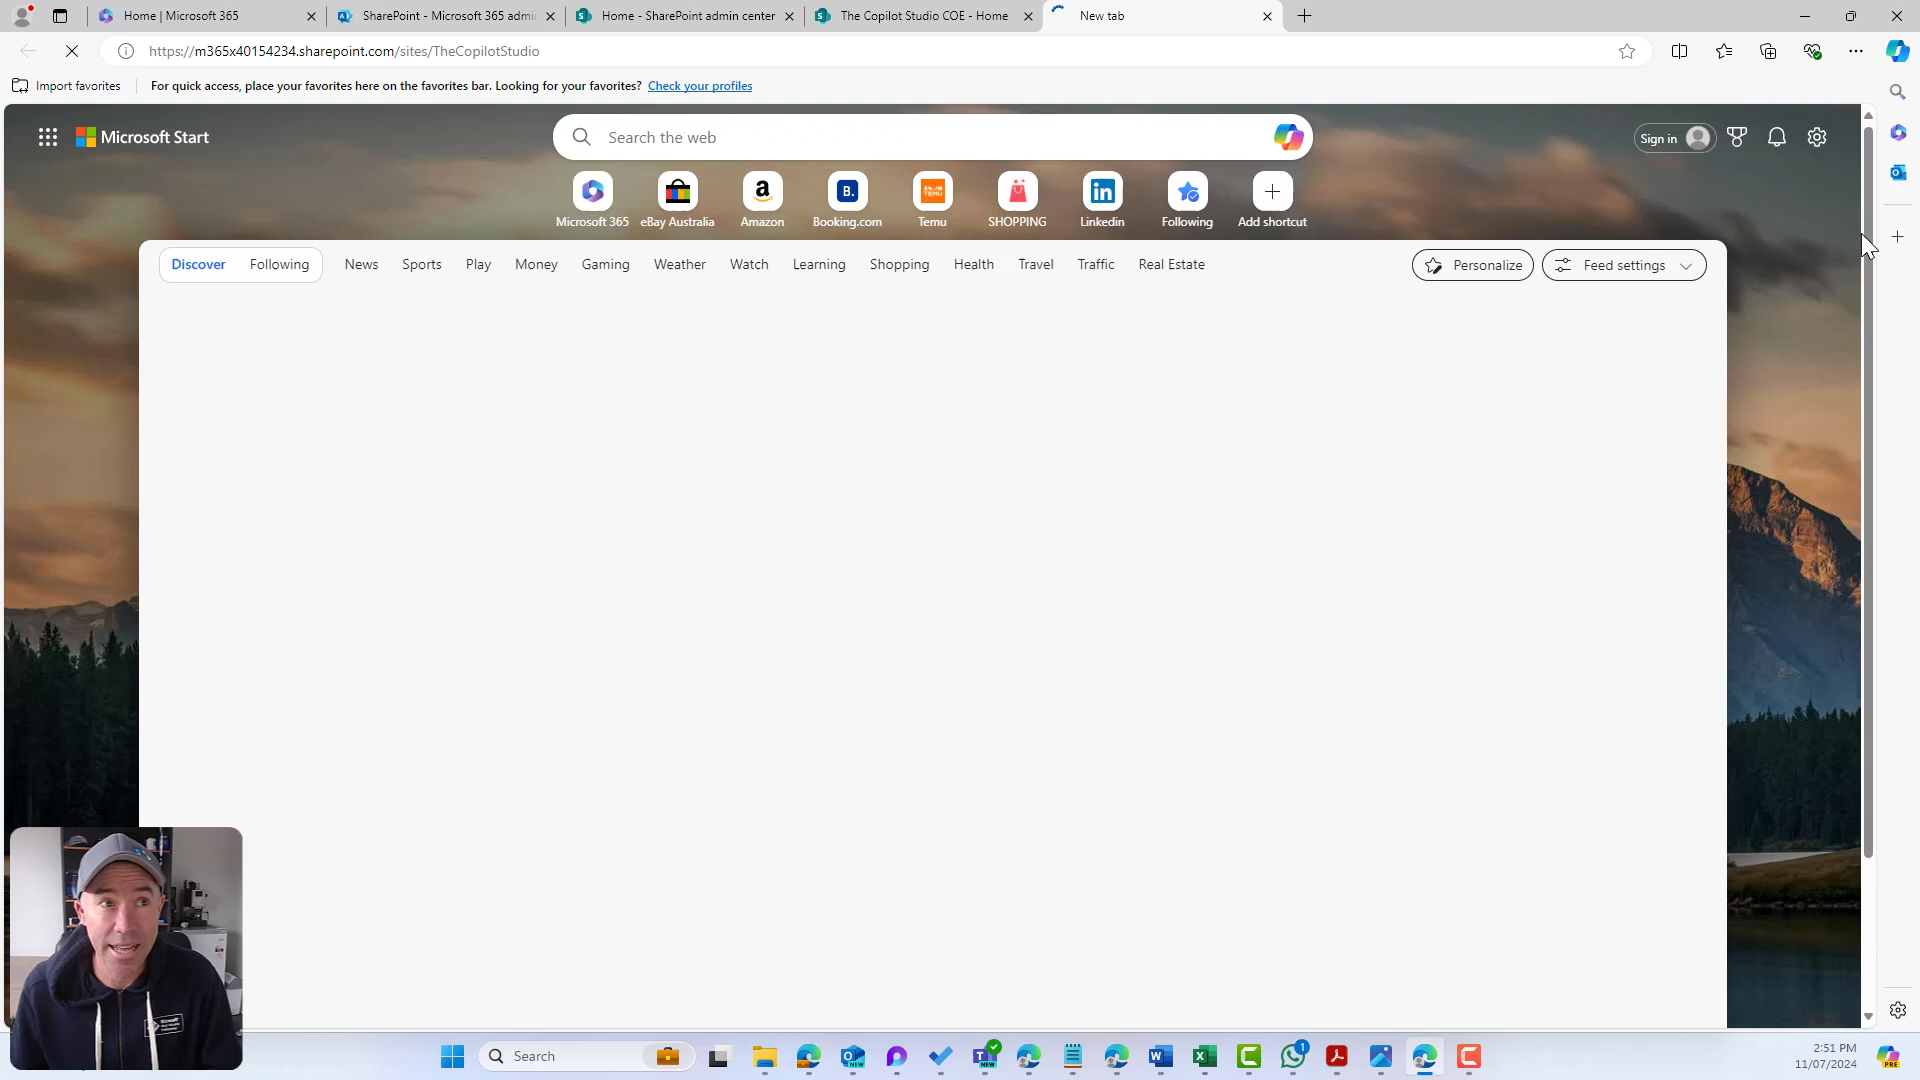 Home | Microsoft 365
SharePoint - Microsoft 365 admi
Home - SharePoint admin center
The Copilot Studio COE - Home
New tab
https://m365x40154234.sharepoint.com/sites/TheCopilotStudio
Import favorites
For quick access, place your favorites here on the favorites bar. Looking for your favorites? Check your profiles
Microsoft Start
Search the web
Sign in
Microsoft 365
eBay Australia
Amazon
Booking.com
Temu
SHOPPING
Linkedin
Following
Add shortcut
Discover Following News Sports Play Money Gaming Weather Watch Learning Shopping Health Travel Traffic Real Estate
Personalize
Feed settings
Search
2:51 PM
11/07/2024